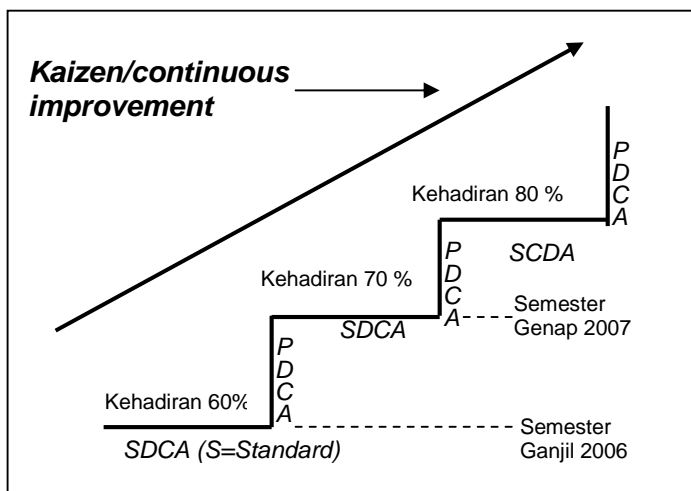 Kaizen/continuous
improvement
P
D
C
A
Kehadiran 80 %
SCDA
P
D
C
A
Kehadiran 70 %
SDCA
Semester
Genap 2007
P
D
C
A
Kehadiran 60%
SDCA (S=Standard)
Semester
Ganjil 2006